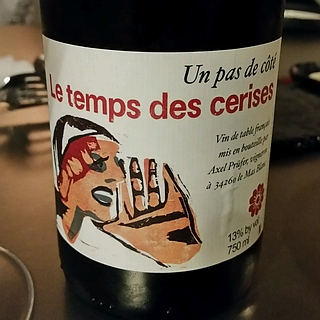 Un pas de côté
Le temps des cerises
Vin de table français
mis en bouteille par
Axel Prüfer, vigneron
à 34260 le Mas Blanc
13% by vol
750 ml